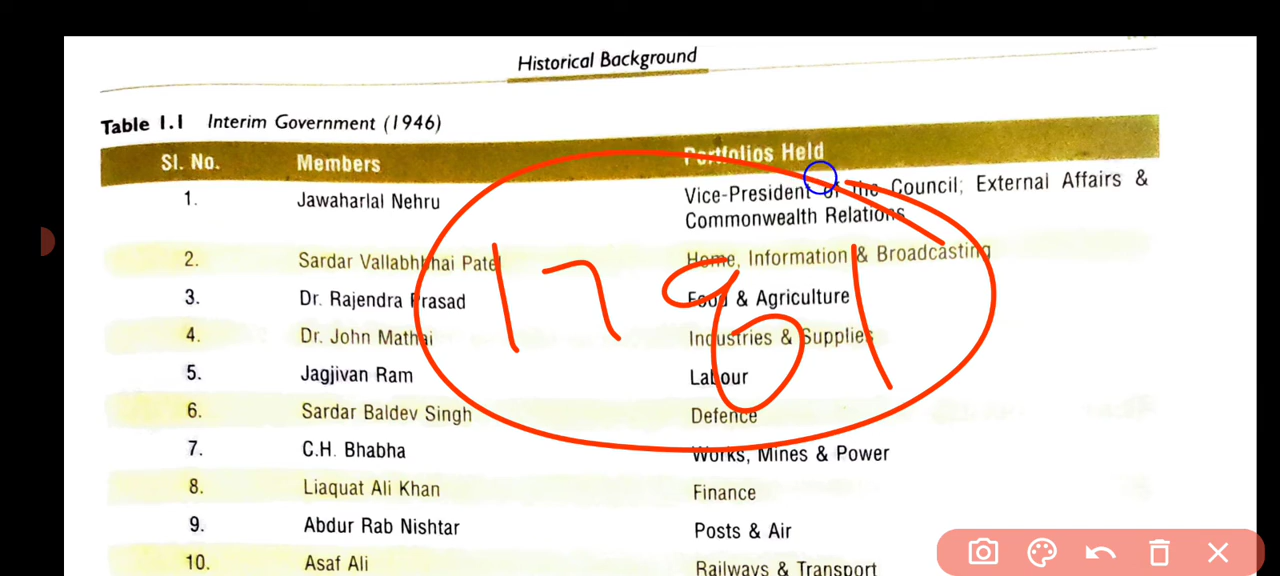 Historical Background
Table 1.1 Interim Government (1946)
Sl. No. Members Portfolios Held
1. Jawaharlal Nehru Vice-President of the Council; External Affairs &
Commonwealth Relations
2. Sardar Vallabhbhai Patel Home, Information & Broadcasting
3. Dr. Rajendra Prasad Food & Agriculture
4. Dr. John Mathai Industries & Supplies
5. Jagjivan Ram Labour
6. Sardar Baldev Singh Defence
7. C.H. Bhabha Works, Mines & Power
8. Liaquat Ali Khan Finance
9. Abdur Rab Nishtar Posts & Air
10. Asaf Ali Railways & Transport